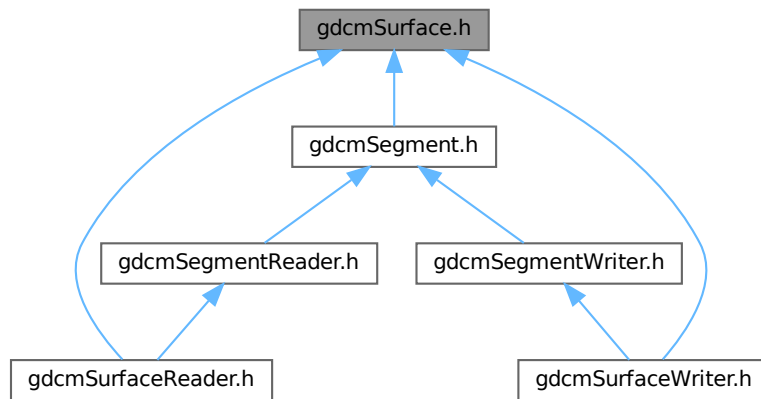 gdcmSurface.h
gdcmSegment.h
gdcmSegmentReader.h
gdcmSegmentWriter.h
gdcmSurfaceReader.h
gdcmSurfaceWriter.h